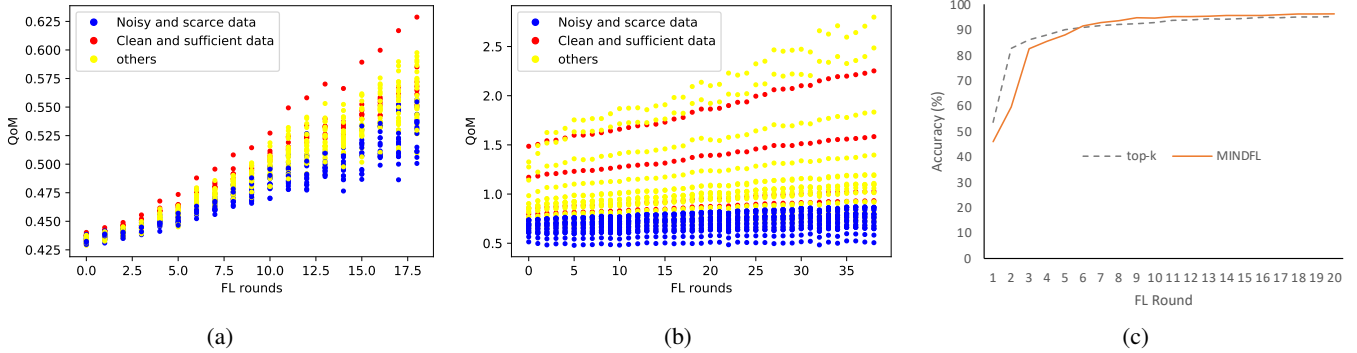 0.625
0.600
0.575
0.550
0.525
0.500
0.475
0.450
0.425
QoM
Noisy and scarce data
Clean and sufficient data
others
0.0 2.5 5.0 7.5 10.0 12.5 15.0 17.5
FL rounds
(a)
2.5
2.0
1.5
1.0
0.5
QoM
Noisy and scarce data
Clean and sufficient data
others
0 5 10 15 20 25 30 35
FL rounds
(b)
100
90
80
70
60
50
40
30
20
10
0
Accuracy (%)
top-k MINDFL
1 2 3 4 5 6 7 8 9 10 11 12 13 14 15 16 17 18 19 20
FL Round
(c)